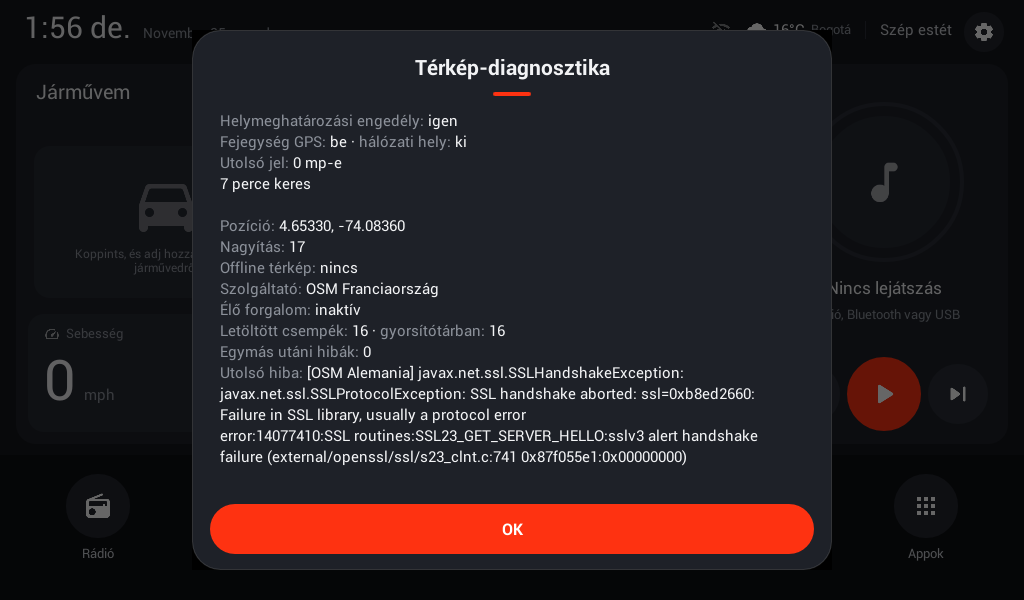 1:56 de.
16°C Bogotá
Szép estét
Járművem
Térkép-diagnosztika
Helymeghatározási engedély: igen
Fejegység GPS: be · hálózati hely: ki
Utolsó jel: 0 mp-e
7 perce keres
Pozíció: 4.65330, -74.08360
Nagyítás: 17
Offline térkép: nincs
Szolgáltató: OSM Franciaország
Élő forgalom: inaktív
Letöltött csempék: 16 · gyorsítótárban: 16
Egymás utáni hibák: 0
Utolsó hiba: [OSM Alemania] javax.net.ssl.SSLHandshakeException:
javax.net.ssl.SSLProtocolException: SSL handshake aborted: ssl=0xb8ed2660:
Failure in SSL library, usually a protocol error
error:14077410:SSL routines:SSL23_GET_SERVER_HELLO:sslv3 alert handshake
failure (external/openssl/ssl/s23_clnt.c:741 0x87f055e1:0x00000000)
OK
Koppints, és adj
Sebesség
0 mph
Nincs lejátszás
Bluetooth vagy USB
Rádió
Appok